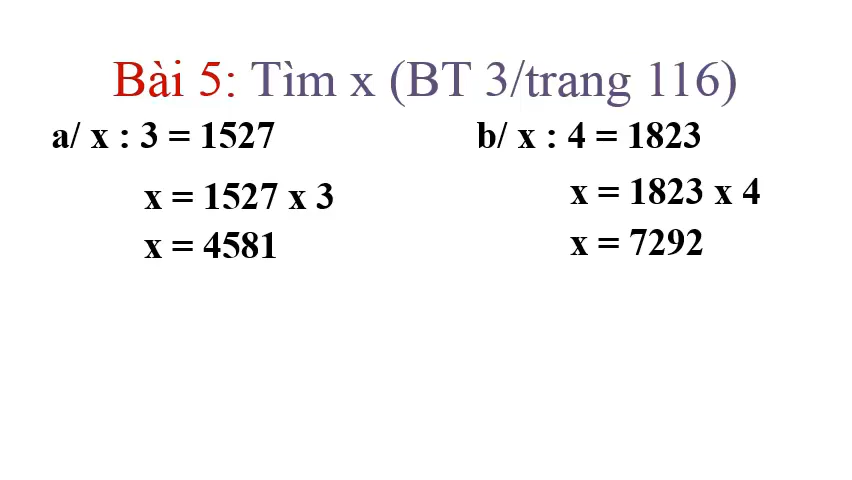 Bài 5: Tìm x (BT 3/trang 116)
a/ x : 3 = 1527
x = 1527 x 3
x = 4581
b/ x : 4 = 1823
x = 1823 x 4
x = 7292